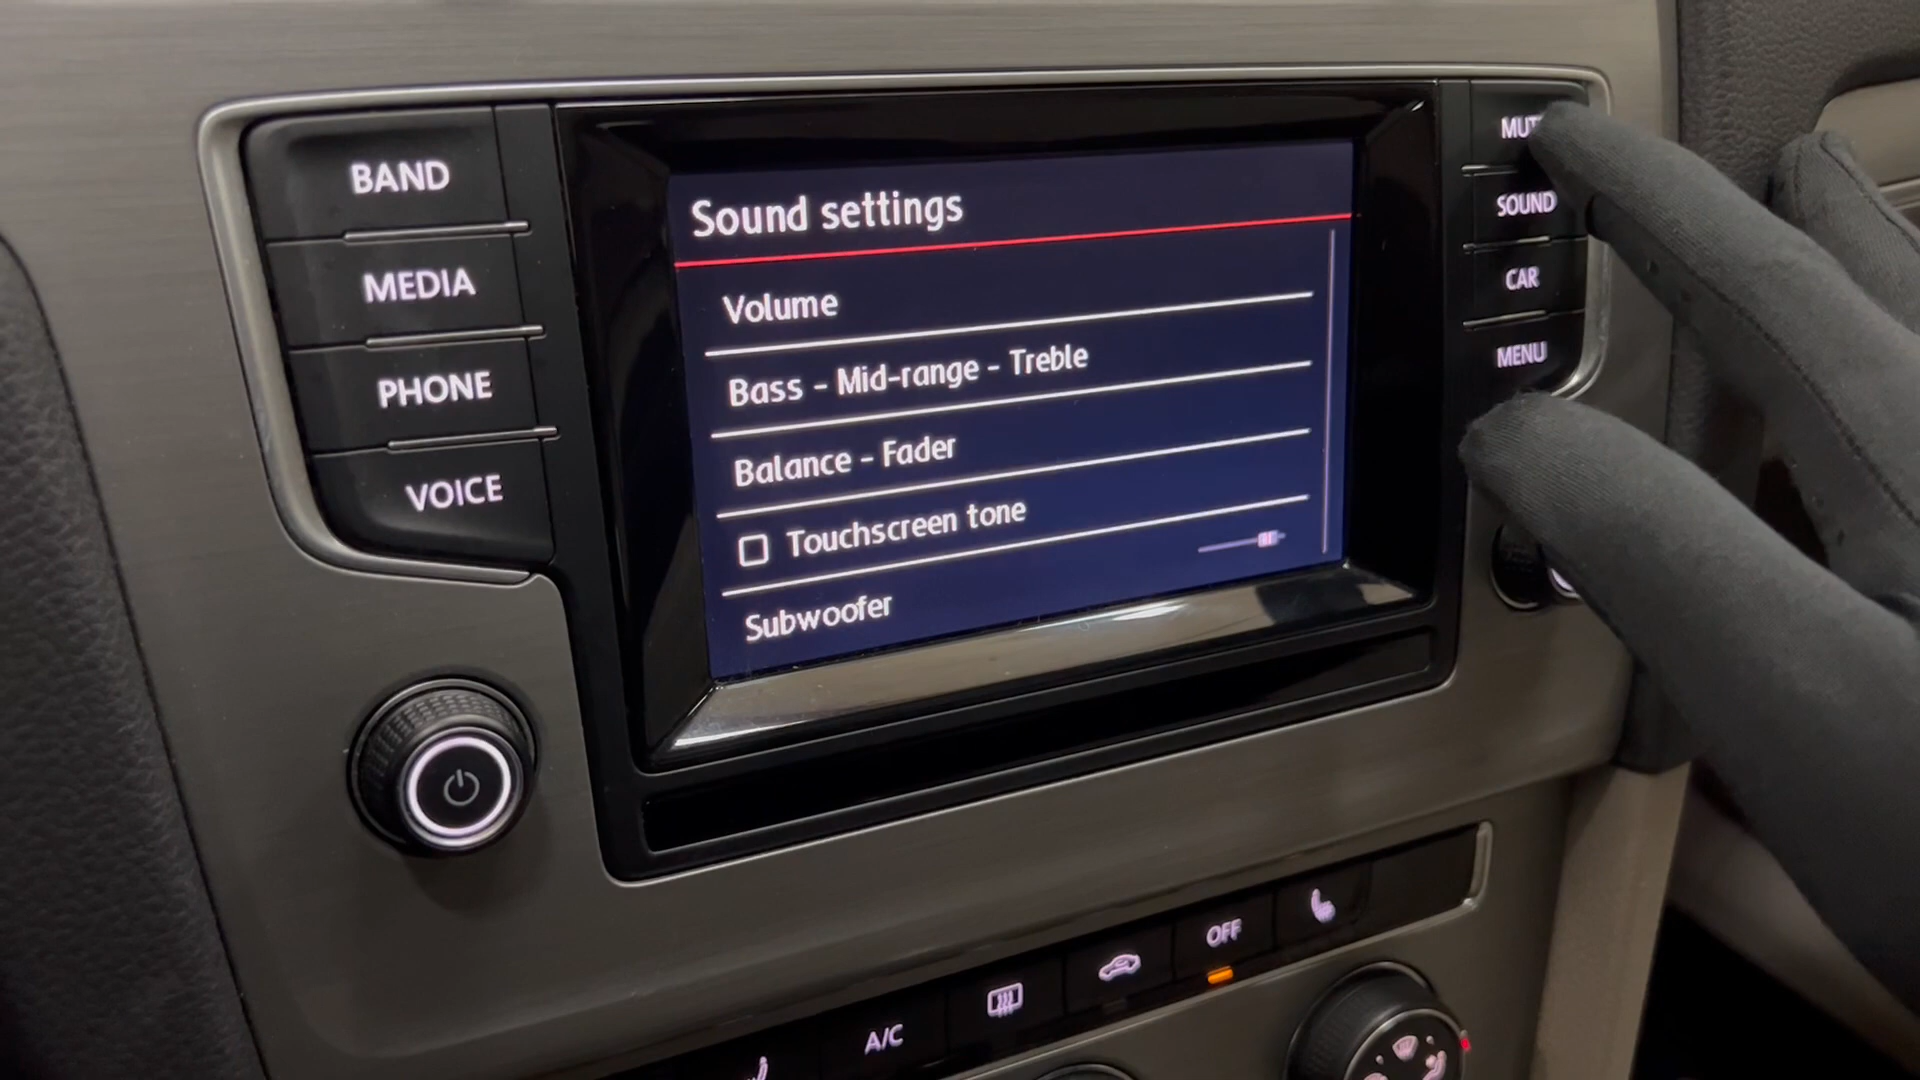 BAND
MEDIA
PHONE
VOICE
Sound settings
Volume
Bass - Mid-range - Treble
Balance - Fader
Touchscreen tone
Subwoofer
SOUND
CAR
MENU
A/C
OFF